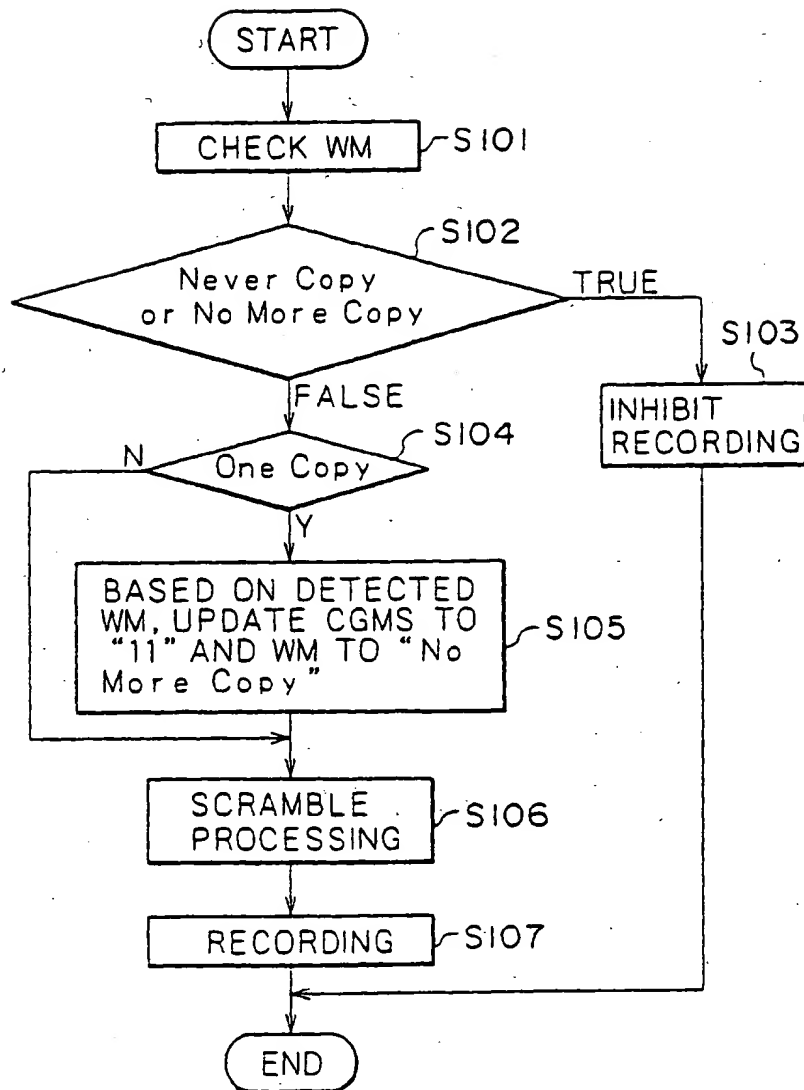 START
CHECK WM
S101
S102
Never Copy
or No More Copy
TRUE
S103
INHIBIT
RECORDING
FALSE
S104
N
One Copy
Y
BASED ON DETECTED
WM, UPDATE CGMS TO
“11” AND WM TO “No
More Copy”
S105
SCRAMBLE
PROCESSING
S106
RECORDING
S107
END